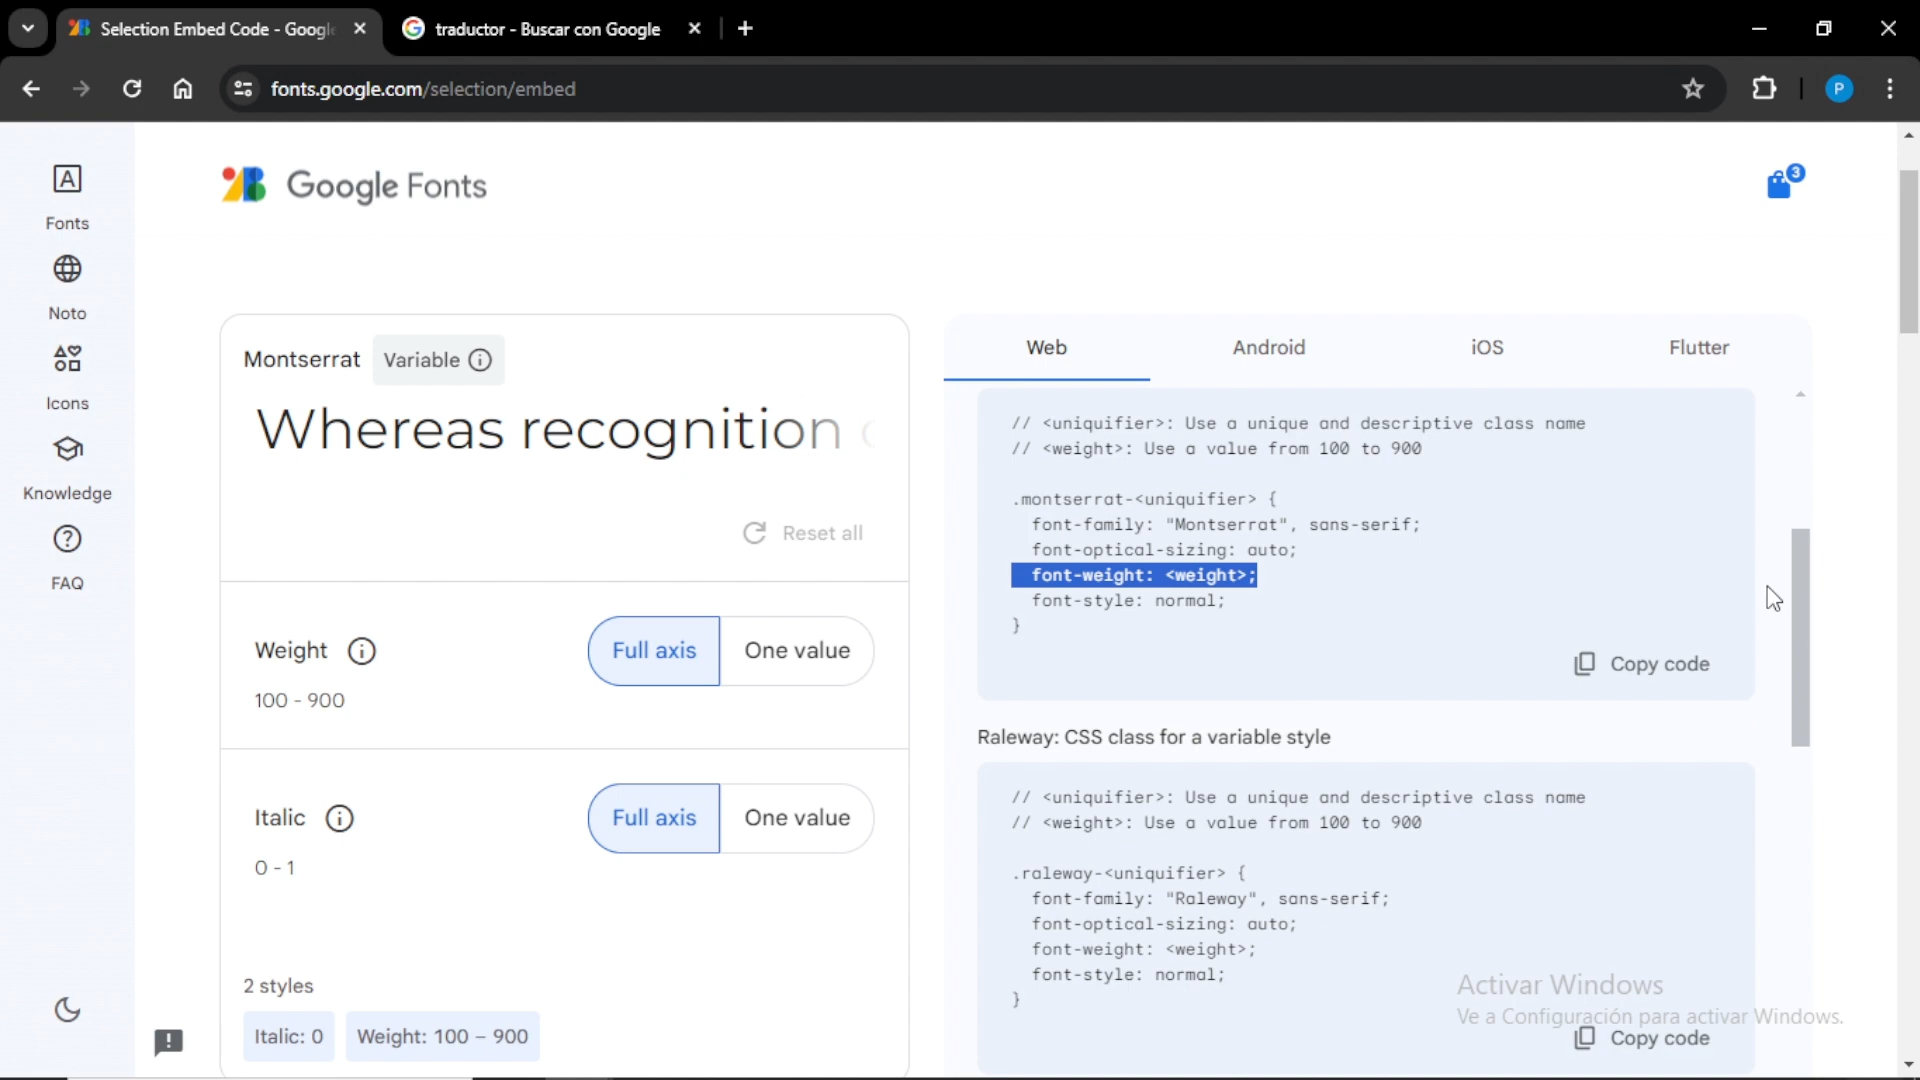 Selection Embed Code - Google
traductor - Buscar con Google
fonts.google.com/selection/embed
P
Google Fonts
3
Fonts
Noto
Icons
Knowledge
FAQ
Montserrat
Variable
Whereas recognition
Reset all
Weight
Full axis
One value
100 - 900
Italic
Full axis
One value
0 - 1
2 styles
Italic: 0
Weight: 100 – 900
Web
Android
iOS
Flutter
// <uniquifier>: Use a unique and descriptive class name
// <weight>: Use a value from 100 to 900
.montserrat-<uniquifier> {
font-family: "Montserrat", sans-serif;
font-optical-sizing: auto;
font-weight: <weight>;
font-style: normal;
}
Copy code
Raleway: CSS class for a variable style
// <uniquifier>: Use a unique and descriptive class name
// <weight>: Use a value from 100 to 900
.raleway-<uniquifier> {
font-family: "Raleway", sans-serif;
font-optical-sizing: auto;
font-weight: <weight>;
font-style: normal;
}
Copy code
Activar Windows
Ve a Configuración para activar Windows.